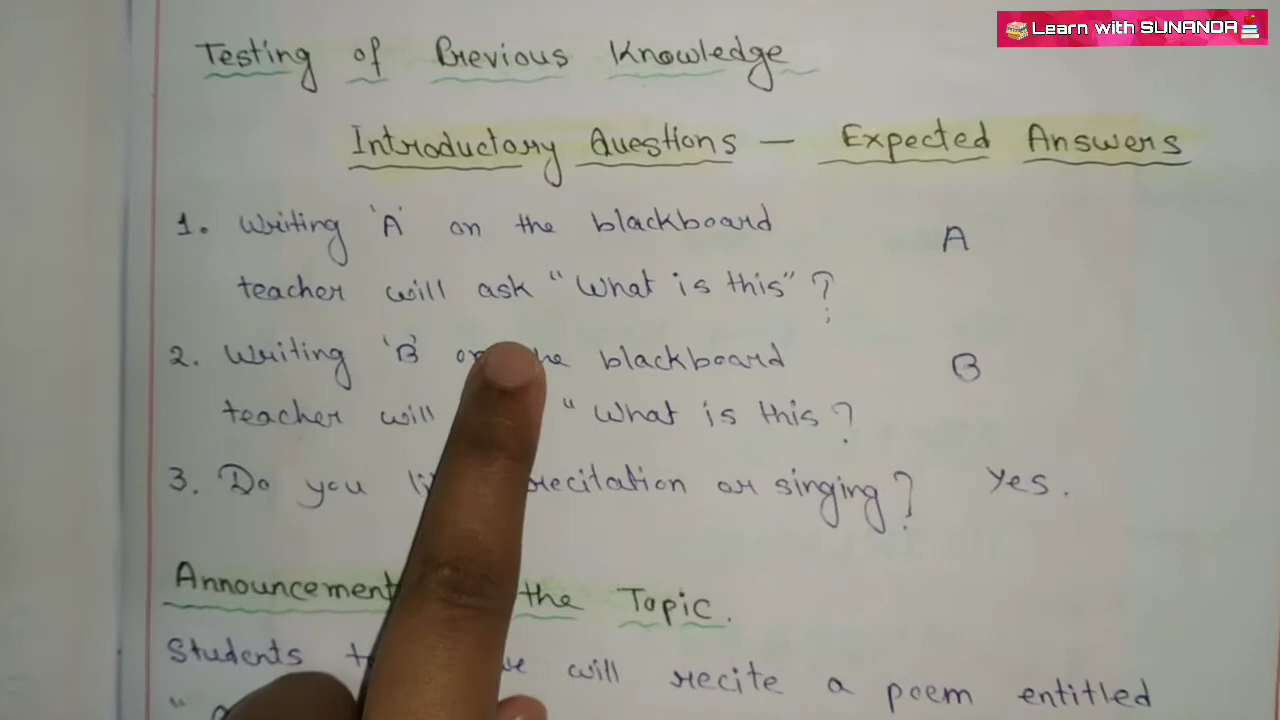 Learn with SUNANDA
Testing of Previous Knowledge
Introductory Questions — Expected Answers
1. Writing 'A' on the blackboard A
teacher will ask "What is this"?
2. Writing 'B' on the blackboard B
teacher will "What is this?
3. Do you recitation or singing? Yes.
Announcement the Topic.
Students will recite a poem entitled